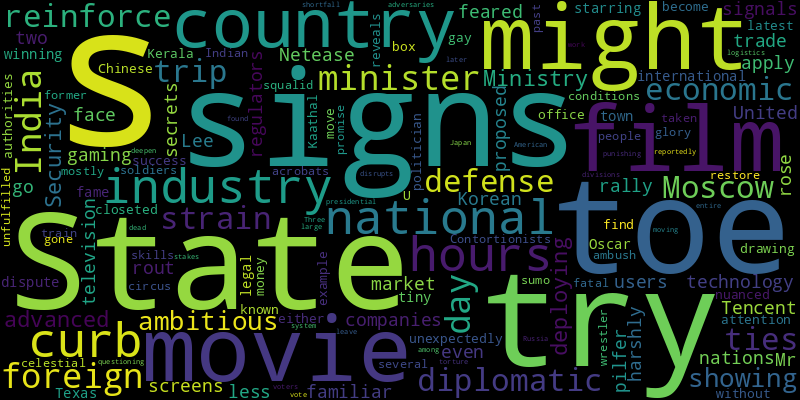 reinforce
country
might
feared
starring
become
signals
shortfall
adversaries
past
latest
two
winning
S
Kerala
Indian
Netease
reveals
box
gay
trade
Chinese
trip
later
Ministry
international
apply
former
India
face
secrets
regulators
squalid
minister
move
promise
signs
proposed
economic
conditions
film
United
Security
Lee
Kaathal
office
town
taken
glory
gaming
success
soldiers
found
politician
Japan
American
people
reportedly
unfulfilled
authorities
go
mostly
deepen
acrobats
defense
disrupts
punishing
restore
work
logistics
fame
industry
U
Korean
rally
Moscow
rose
divisions
closeted
television
State
strain
national
presidential
Three
large
toe
entire
train
gone
dead
hours
Contortionists
find
Oscar
moving
drawing
ambush
dispute
skills
stakes
circus
legal
money
example
market
tiny
day
sumo
deploying
fatal
users
technology
nuanced
rout
known
try
advanced
ambitious
either
system
companies
leave
wrestler
pilfer
harshly
Tencent
attention
curb
movie
unexpectedly
even
among
Russia
ties
celestial
questioning
screens
several
torture
nations
Mr
foreign
Texas
less
voters
vote
familiar
diplomatic
showing
without